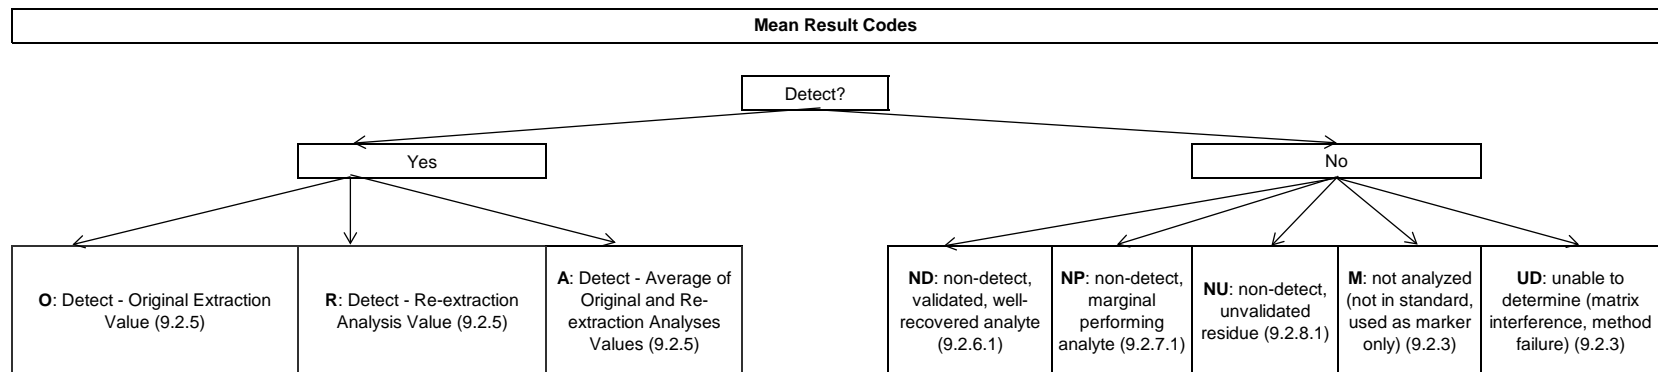 Mean Result Codes
Detect?
Yes
No
O: Detect - Original Extraction
Value (9.2.5)
R: Detect - Re-extraction
Analysis Value (9.2.5)
A: Detect - Average of
Original and Re-
extraction Analyses
Values (9.2.5)
ND: non-detect,
validated, well-
recovered analyte
(9.2.6.1)
NP: non-detect,
marginal
performing
analyte (9.2.7.1)
NU: non-detect,
unvalidated
residue (9.2.8.1)
M: not analyzed
(not in standard,
used as marker
only) (9.2.3)
UD: unable to
determine (matrix
interference, method
failure) (9.2.3)